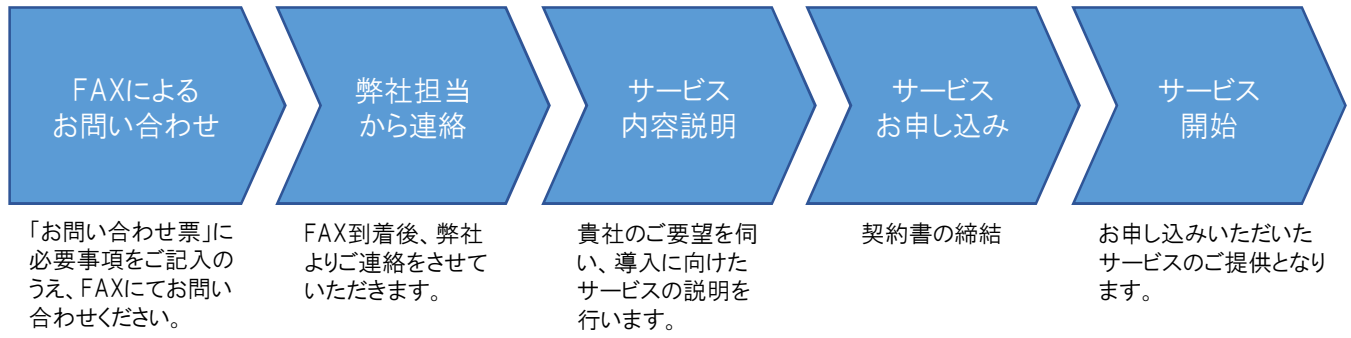 FAXによる
お問い合わせ
弊社担当
から連絡
サービス
内容説明
サービス
お申し込み
サービス
開始
「お問い合わせ票」に
必要事項をご記入の
うえ、FAXにてお問い
合わせください。
FAX到着後、弊社
よりご連絡をさせて
いただきます。
貴社のご要望を伺
い、導入に向けた
サービスの説明を
行います。
契約書の締結
お申し込みいただいた
サービスのご提供となり
ます。